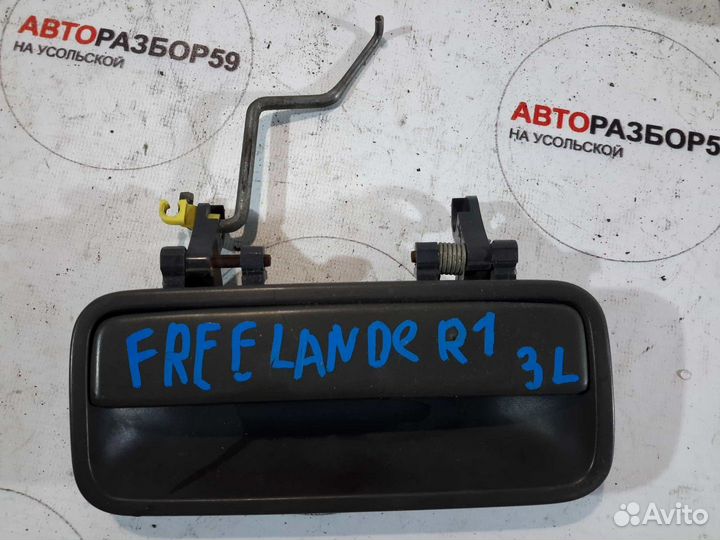 АВТОРАЗБОР59
НА УСОЛЬСКОЙ
АВТОРАЗБОР5
НА УСОЛЬСКОЙ
FREELANDeR1
3L
Avito